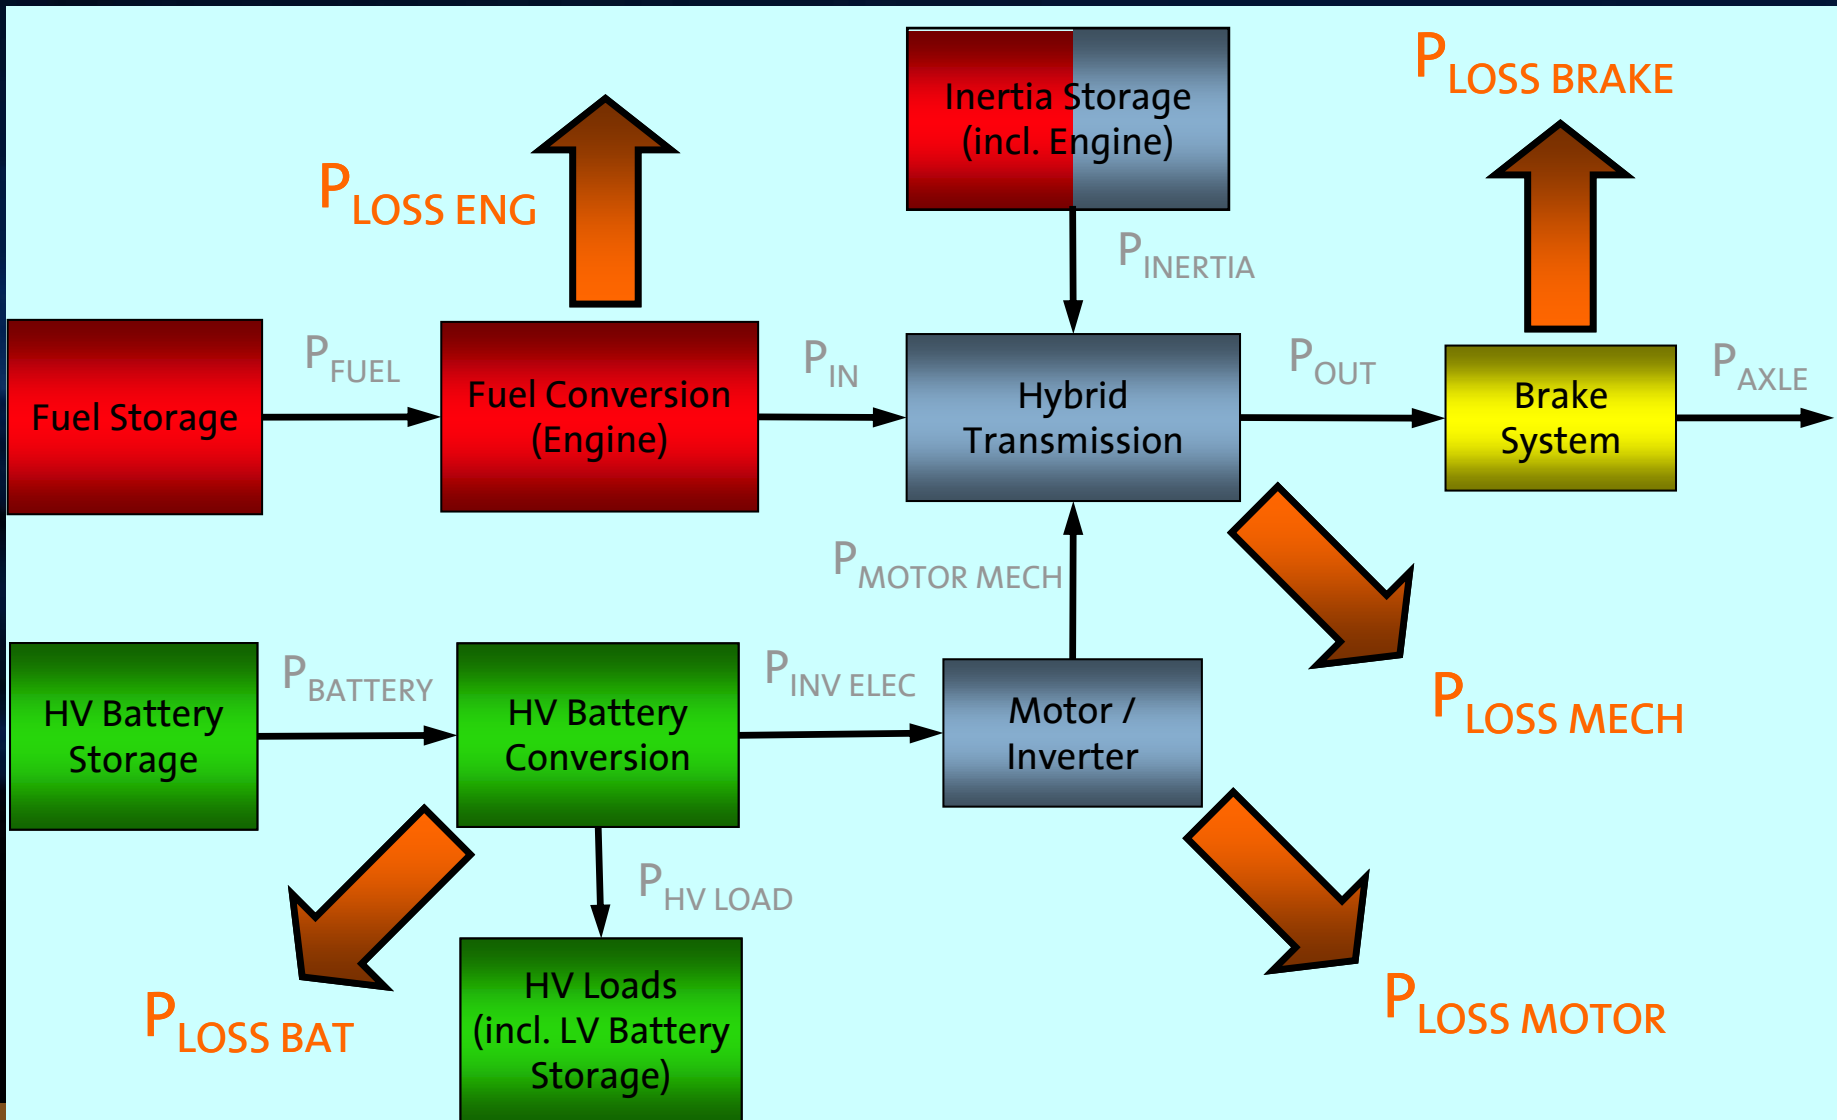 Inertia Storage
(incl. Engine)
P LOSS BRAKE
P LOSS ENG
P INERTIA
Fuel Storage
P FUEL
Fuel Conversion
(Engine)
P IN
Hybrid
Transmission
P OUT
Brake
System
P AXLE
P MOTOR MECH
HV Battery
Storage
P BATTERY
HV Battery
Conversion
P INV ELEC
Motor /
Inverter
P LOSS MECH
P HV LOAD
P LOSS BAT
HV Loads
(incl. LV Battery
Storage)
P LOSS MOTOR